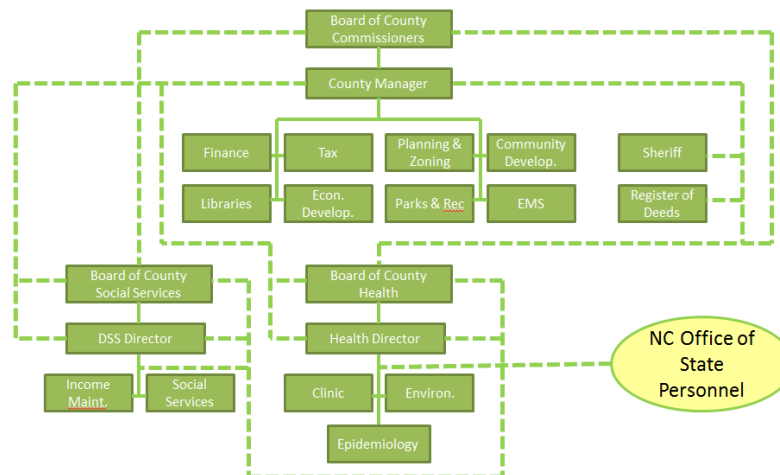 Board of County
Commissioners
County Manager
Finance
Tax
Planning &
Zoning
Community
Develop.
Sheriff
Libraries
Econ.
Develop.
Parks & Rec
EMS
Register of
Deeds
Board of County
Social Services
Board of County
Health
DSS Director
Health Director
NC Office of
State
Personnel
Income
Maint.
Social
Services
Clinic
Environ.
Epidemiology